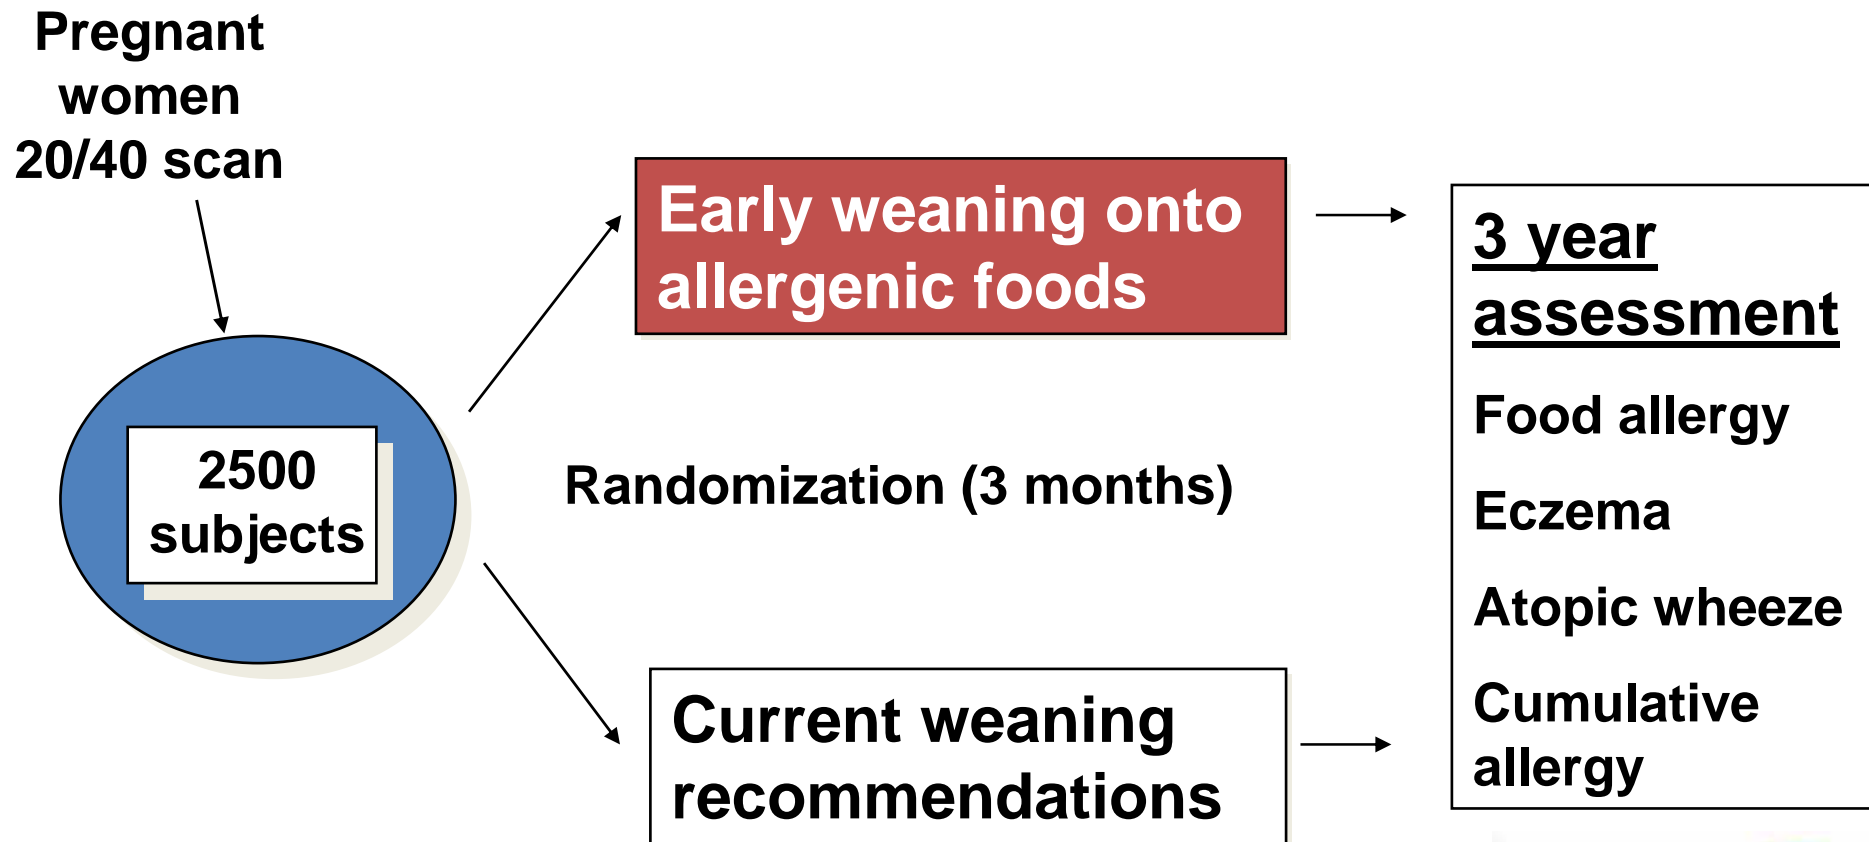 Pregnant
women
20/40 scan
Early weaning onto
allergenic foods
3 year
assessment
Food allergy
Eczema
Atopic wheeze
Cumulative
allergy
2500
subjects
Randomization (3 months)
Current weaning
recommendations